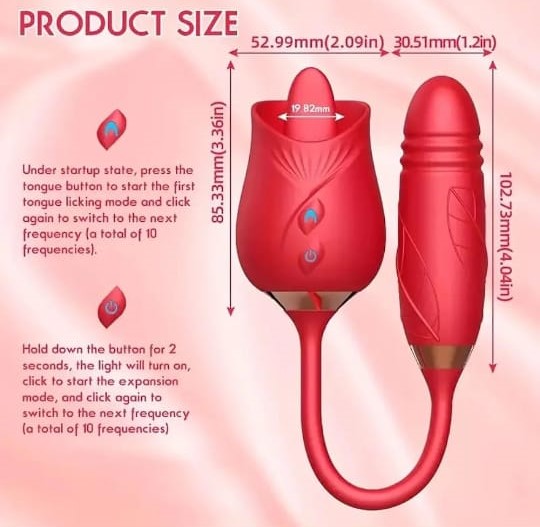 PRODUCT SIZE
52.99mm(2.09in) 30.51mm(1.2in)
19.82mm
85.33mm(3.36in)
102.73mm(4.04in)
Under startup state, press the
tongue button to start the first
tongue licking mode and click
again to switch to the next
frequency (a total of 10
frequencies).
Hold down the button for 2
seconds, the light will turn on,
click to start the expansion
mode, and click again to
switch to the next frequency
(a total of 10 frequencies)